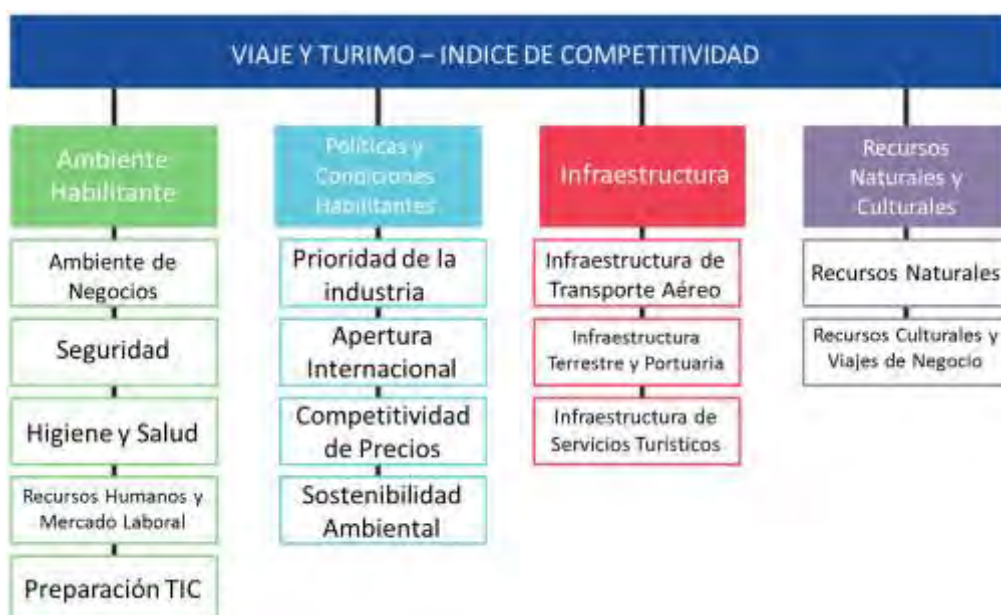 VIAJE Y TURIMO – INDICE DE COMPETITIVIDAD
Ambiente
Habilitante
Ambiente de
Negocios
Seguridad
Higiene y Salud
Recursos Humanos y
Mercado Laboral
Preparación TIC
Políticas y
Condiciones
Habilitantes
Prioridad de la
industria
Apertura
Internacional
Competitividad
de Precios
Sostenibilidad
Ambiental
Infraestructura
Infraestructura de
Transporte Aéreo
Infraestructura
Terrestre y Portuaria
Infraestructura de
Servicios Turísticos
Recursos
Naturales y
Culturales
Recursos Naturales
Recursos Culturales y
Viajes de Negocio